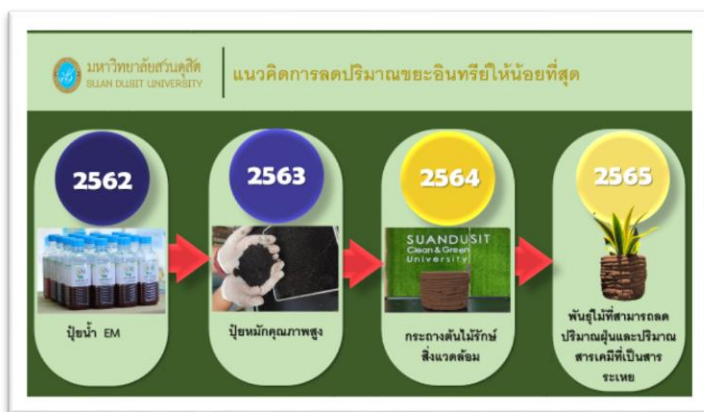 มหาวิทยาลัยสวนดุสิต
SUAN DUSIT UNIVERSITY
แนวคิดการลดปริมาณขยะอินทรีย์ให้น้อยที่สุด
2562
ปุ๋ยน้ำ EM
2563
ปุ๋ยหมักคุณภาพสูง
2564
SUANDUSIT
Clean & Green
University
กระถางต้นไม้รักษ์
สิ่งแวดล้อม
2565
พันธุ์ไม้ที่สามารถลด
ปริมาณฝุ่นและปริมาณ
สารเคมีที่เป็นสาร
ระเหย